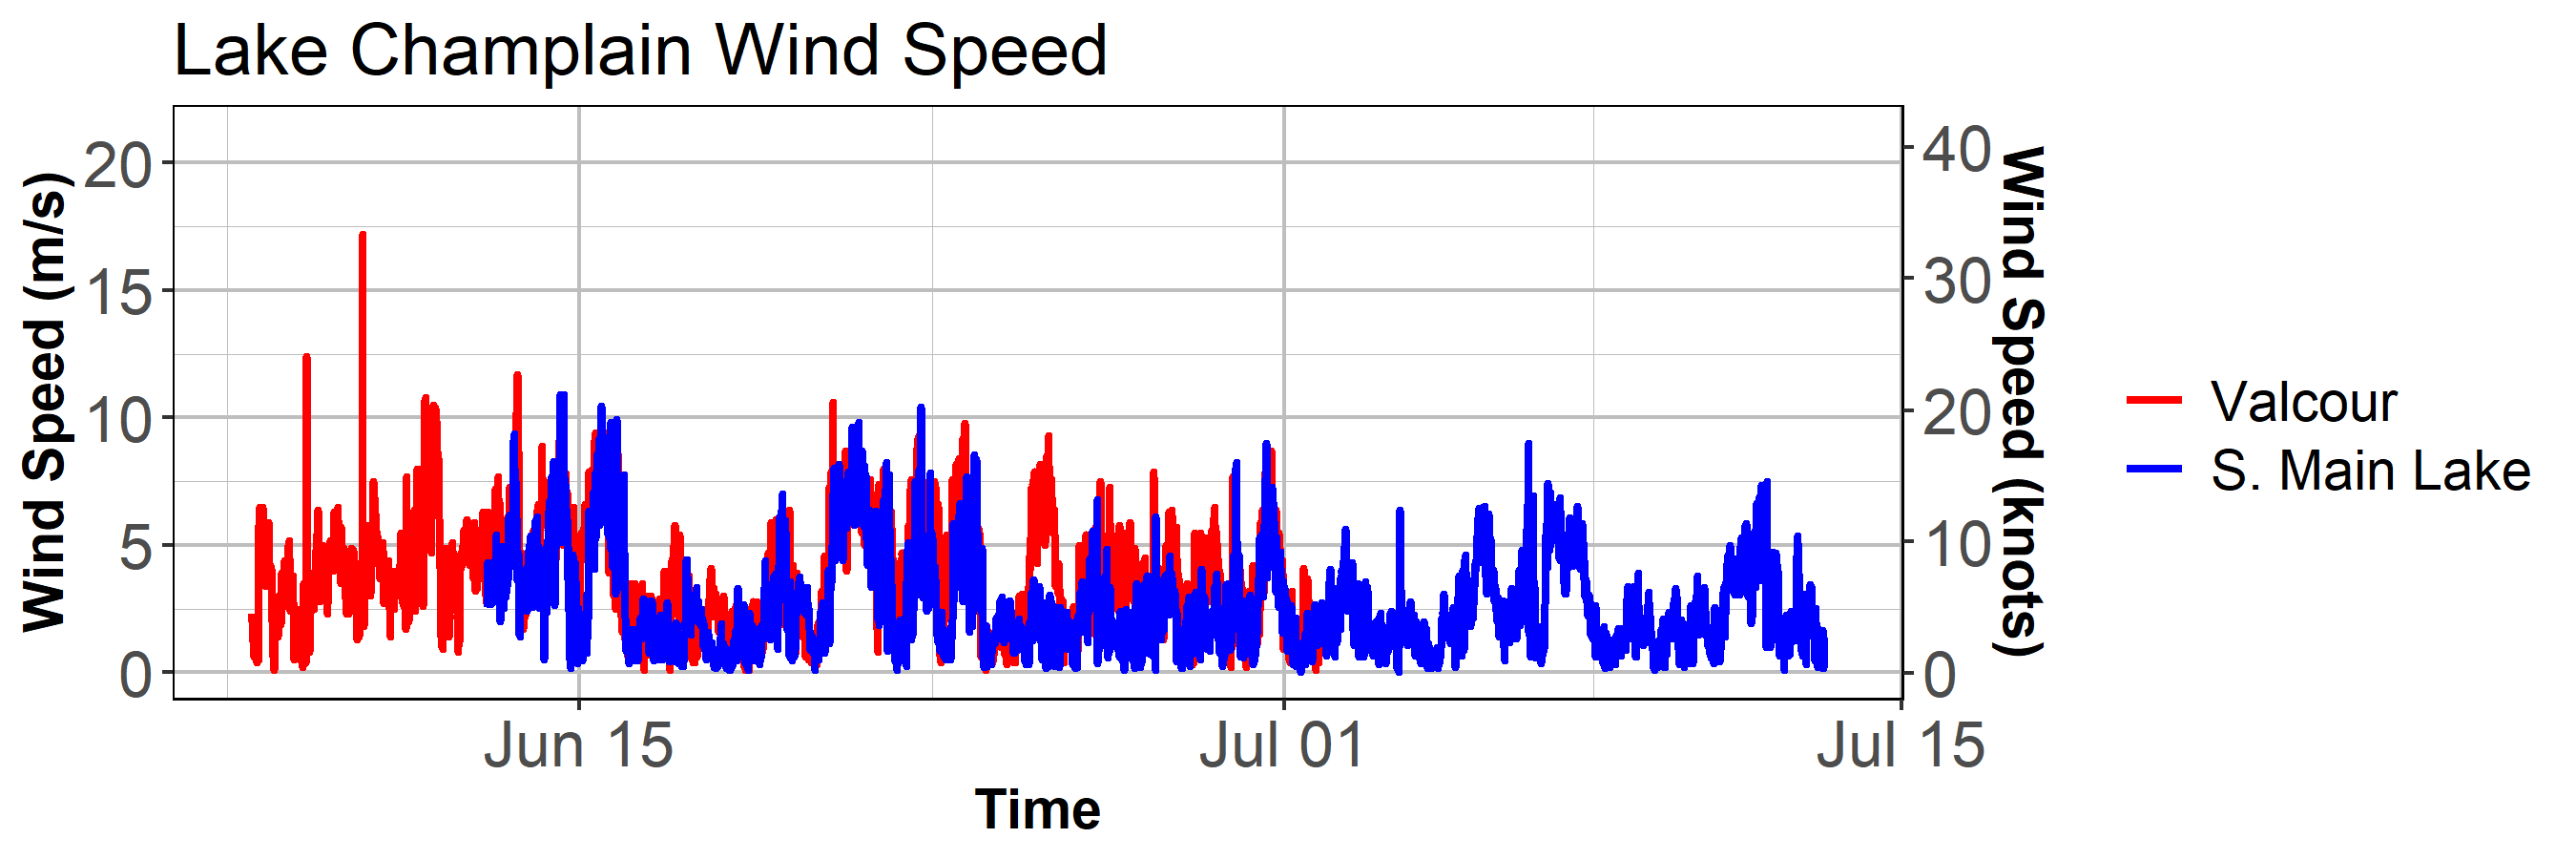 Lake Champlain Wind Speed
Wind Speed (m/s)
20
15
10
5
0
40
30
20
10
0
Wind Speed (knots)
Jun 15
Jul 01
Jul 15
Time
Valcour
S. Main Lake